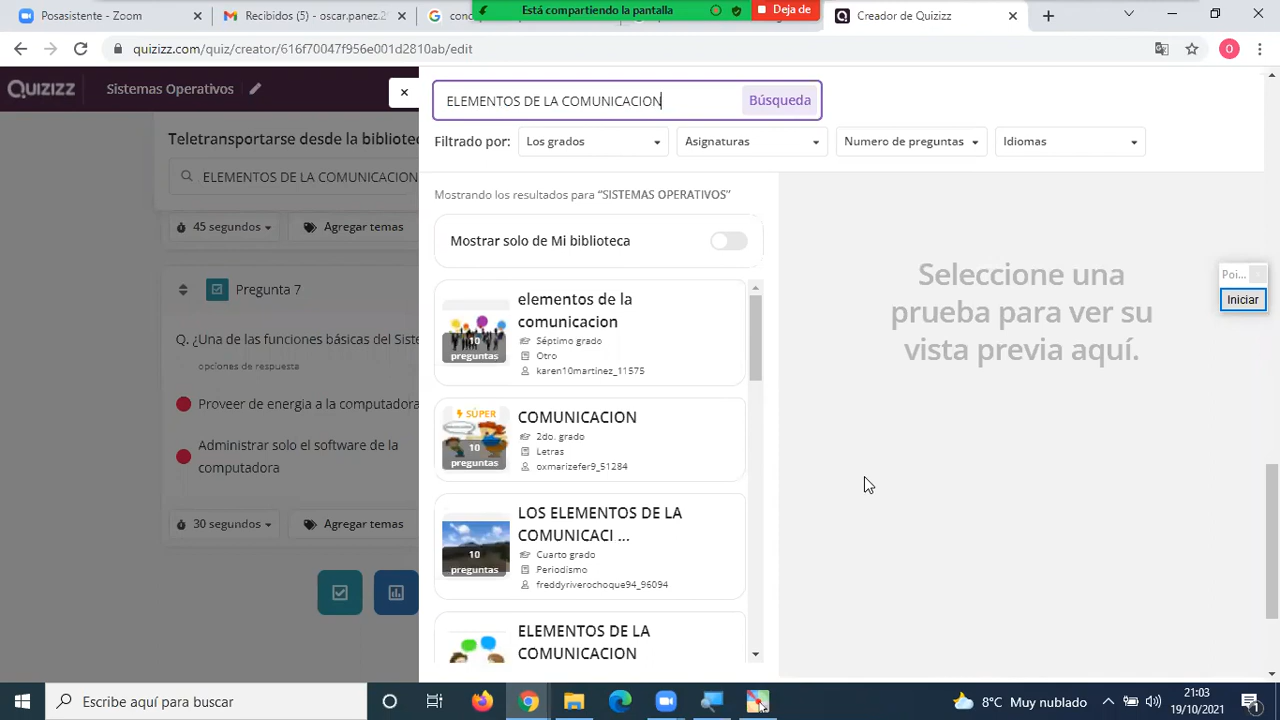 Posasistemas - Zoom
Recibidos (5) - oscar.panez.2
Está compartiendo la pantalla
Deja de
Creador de Quizizz
quizizz.com/quiz/creator/616f70047f956e001d2810ab/edit
O
Quizizz
Sistemas Operativos
ELEMENTOS DE LA COMUNICACION
Búsqueda
Filtrado por:
Los grados
Asignaturas
Numero de preguntas
Idiomas
Teletransportarse desde la bibliote
ELEMENTOS DE LA COMUNICACION
45 segundos
Agregar temas
Pregunta 7
Q. ¿Una de las funciones básicas del Siste
opciones de respuesta
Proveer de energia a la computadora
Administrar solo el software de la
computadora
30 segundos
Agregar temas
Mostrando los resultados para “SISTEMAS OPERATIVOS”
Mostrar solo de Mi biblioteca
elementos de la
comunicacion
10
preguntas
Séptimo grado
Otro
karen10martinez_11575
SÚPER
COMUNICACION
10
preguntas
2do. grado
Letras
oxmarizefer9_51284
LOS ELEMENTOS DE LA
COMUNICACI ...
10
preguntas
Cuarto grado
Periodismo
freddyriverochoque94_96094
ELEMENTOS DE LA
COMUNICACION
Seleccione una
prueba para ver su
vista previa aquí.
Poi...
Iniciar
Escribe aquí para buscar
8°C Muy nublado
21:03
19/10/2021
1